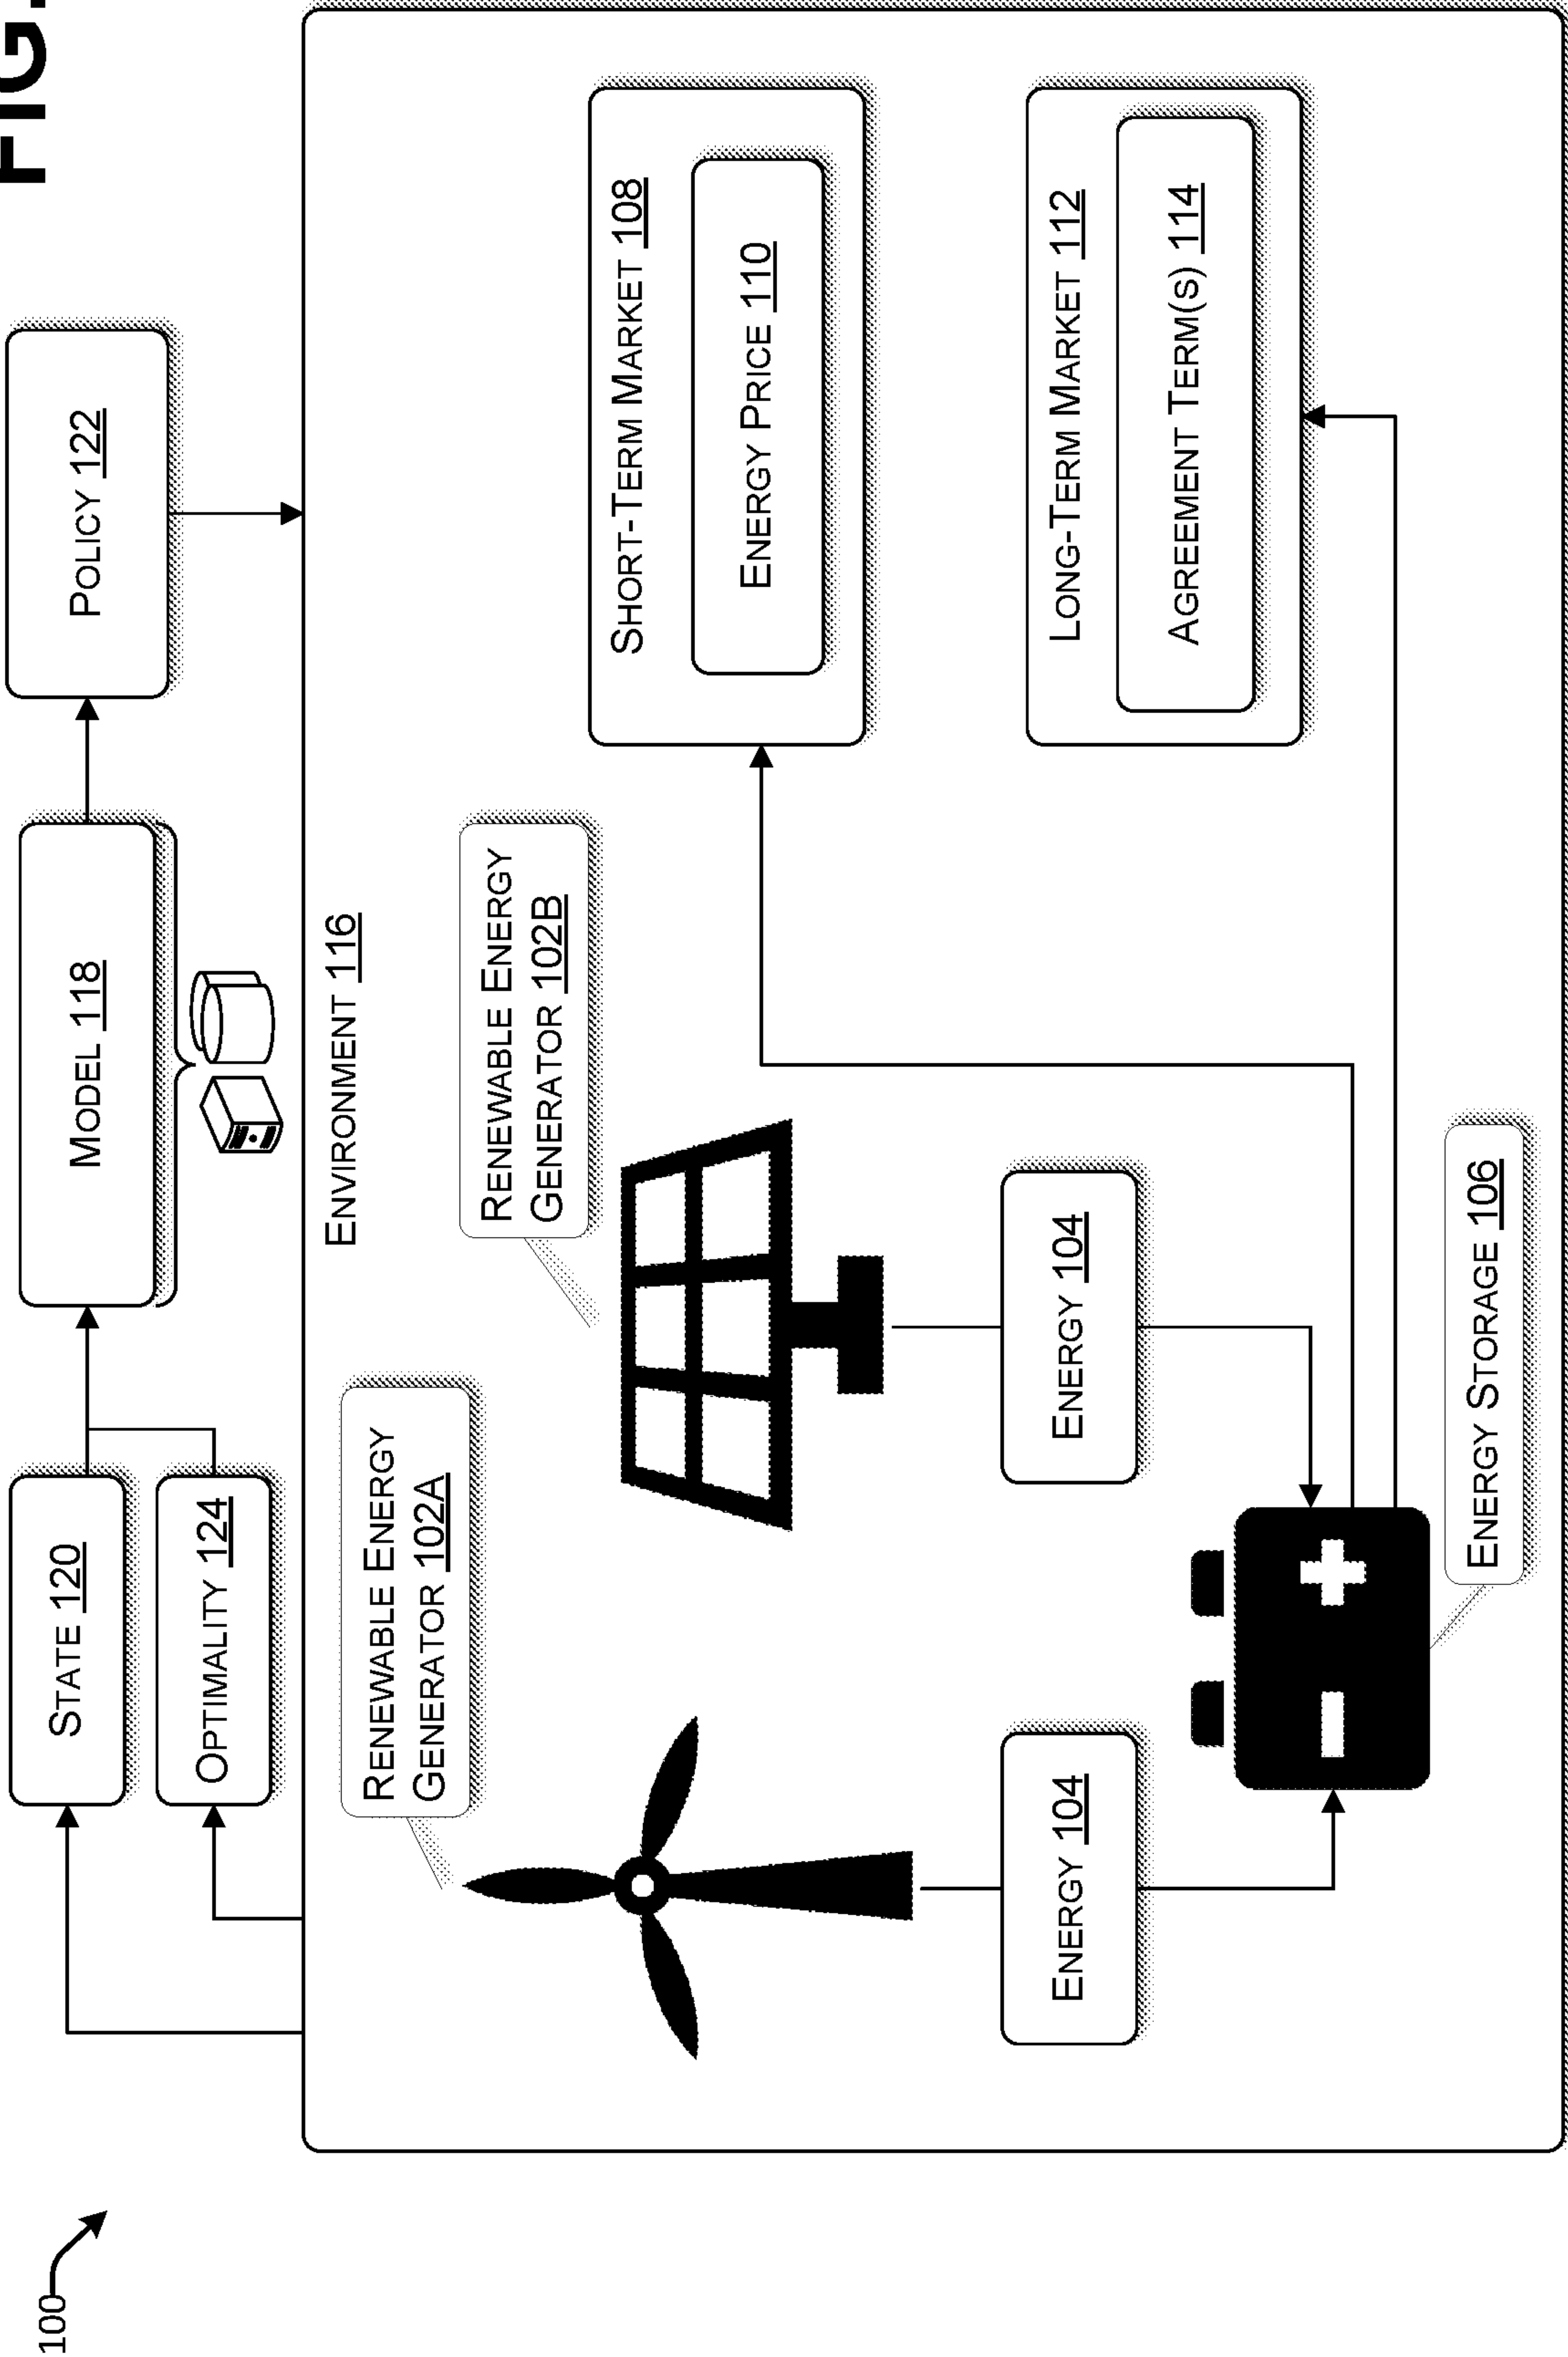 100
FIG.
STATE 120
OPTIMALITY 124
MODEL 118
POLICY 122
ENVIRONMENT 116
RENEWABLE ENERGY
GENERATOR 102A
RENEWABLE ENERGY
GENERATOR 102B
SHORT-TERM MARKET 108
ENERGY PRICE 110
LONG-TERM MARKET 112
AGREEMENT TERM(S) 114
ENERGY 104
ENERGY 104
ENERGY STORAGE 106